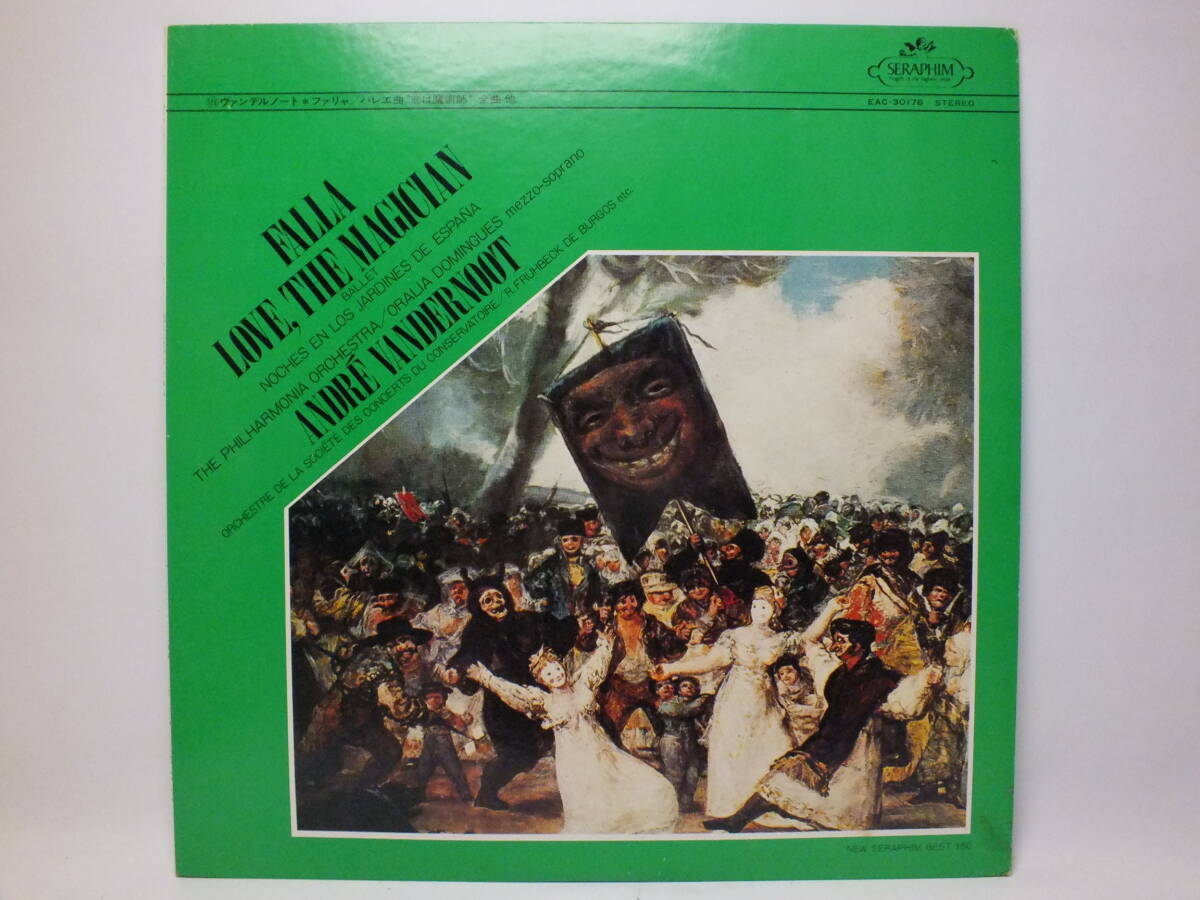 SERAPHIM
ヴァンデルノート*ファリャ/バレエ曲"恋は魔術師"全曲 他
EAC-30176 STEREO
FALLA
LOVE, THE MAGICIAN
BALLET
NOCHES EN LOS JARDINES DE ESPAÑA
THE PHILHARMONIA ORCHESTRA/ORALIA DOMINGUES mezzo-soprano
ANDRÉ VANDERNOOT
ORCHESTRE DE LA SOCIÉTÉ DES CONCERTS DU CONSERVATOIRE/R.FRÜHBECK DE BURGOS etc.
NEW SERAPHIM BEST 150